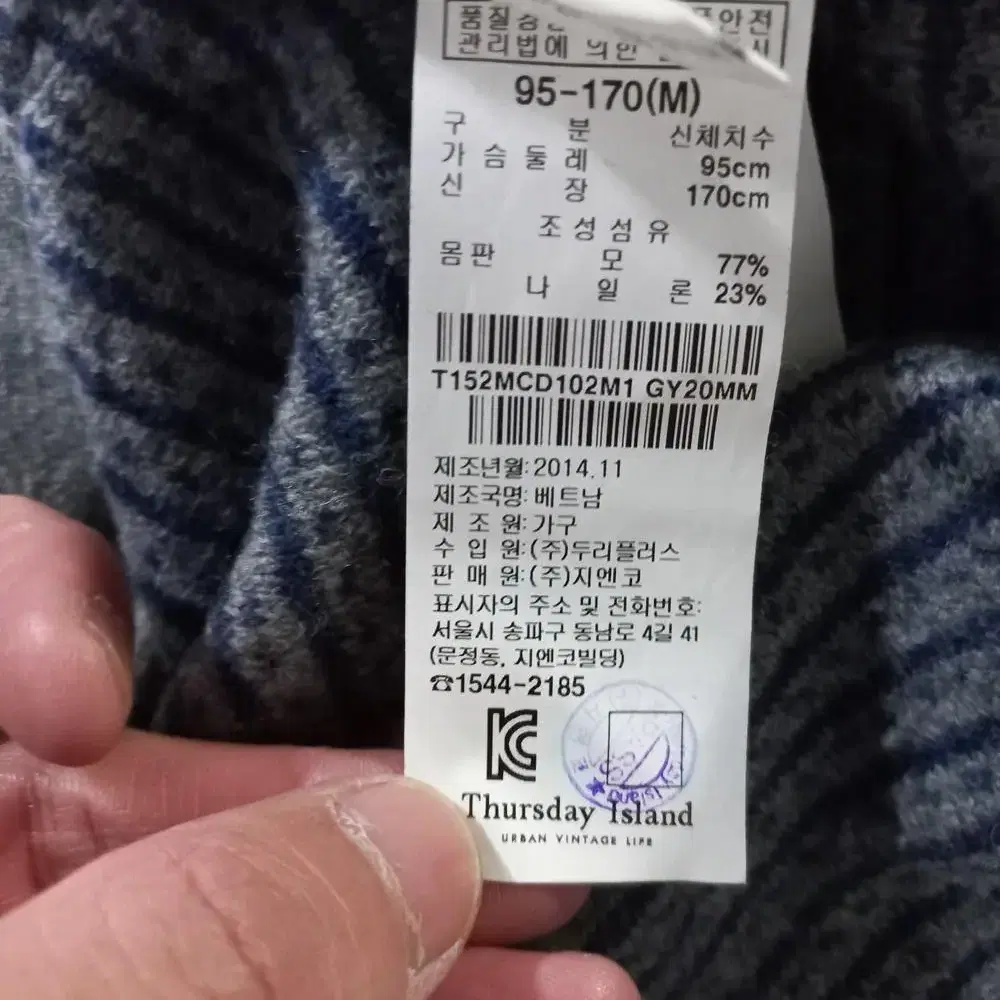 품질
안전
관리법에 의한
95-170(M)
구 분 신체치수
가슴둘레 95cm
신 장 170cm
조성섬유
몸판 모 77%
나 일 론 23%
T152MCD102M1 GY20MM
제조년월: 2014.11
제조국명: 베트남
제 조 원: 가구
수 입 원: (주)두리플러스
판 매 원: (주)지엔코
표시자의 주소 및 전화번호:
서울시 송파구 동남로 4길 41
(문정동, 지엔코빌딩)
☎1544-2185
KC
Thursday Island
URBAN VINTAGE LIFE